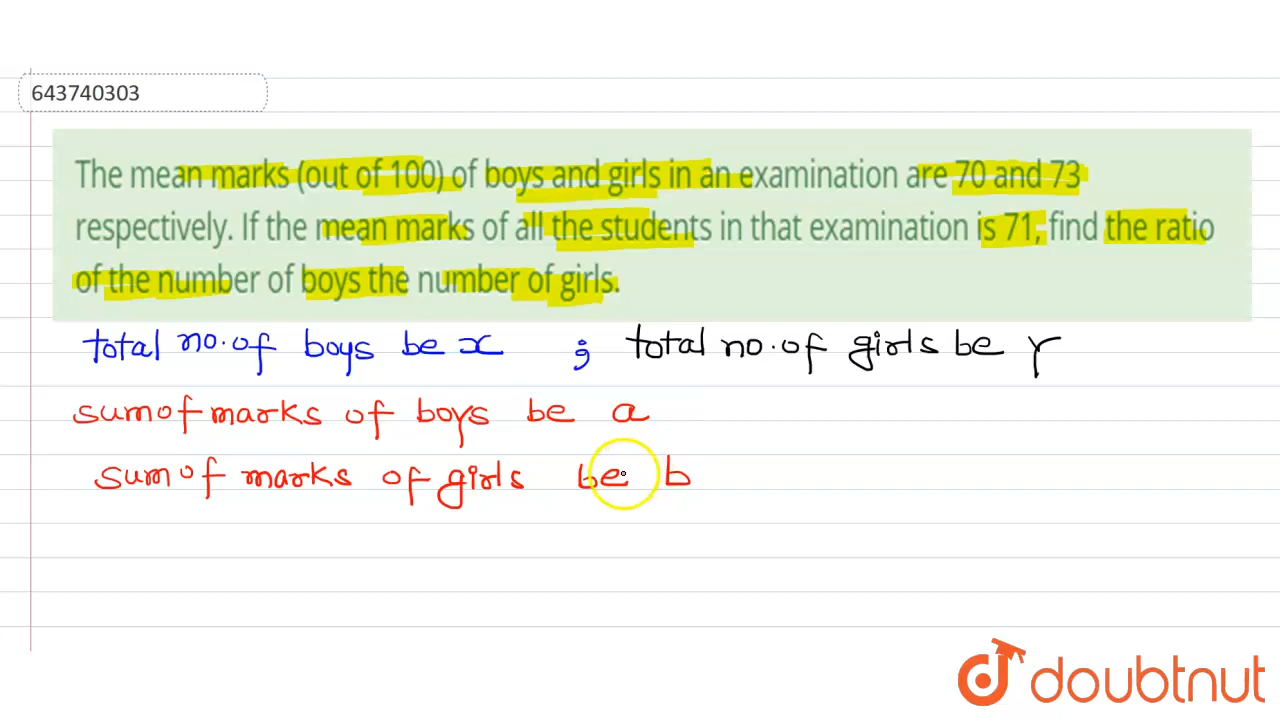 643740303
The mean marks (out of 100) of boys and girls in an examination are 70 and 73
respectively. If the mean marks of all the students in that examination is 71, find the ratio
of the number of boys the number of girls.
total no. of boys be x ; total no. of girls be y
sum of marks of boys be a
sum of marks of girls be b
doubtnut